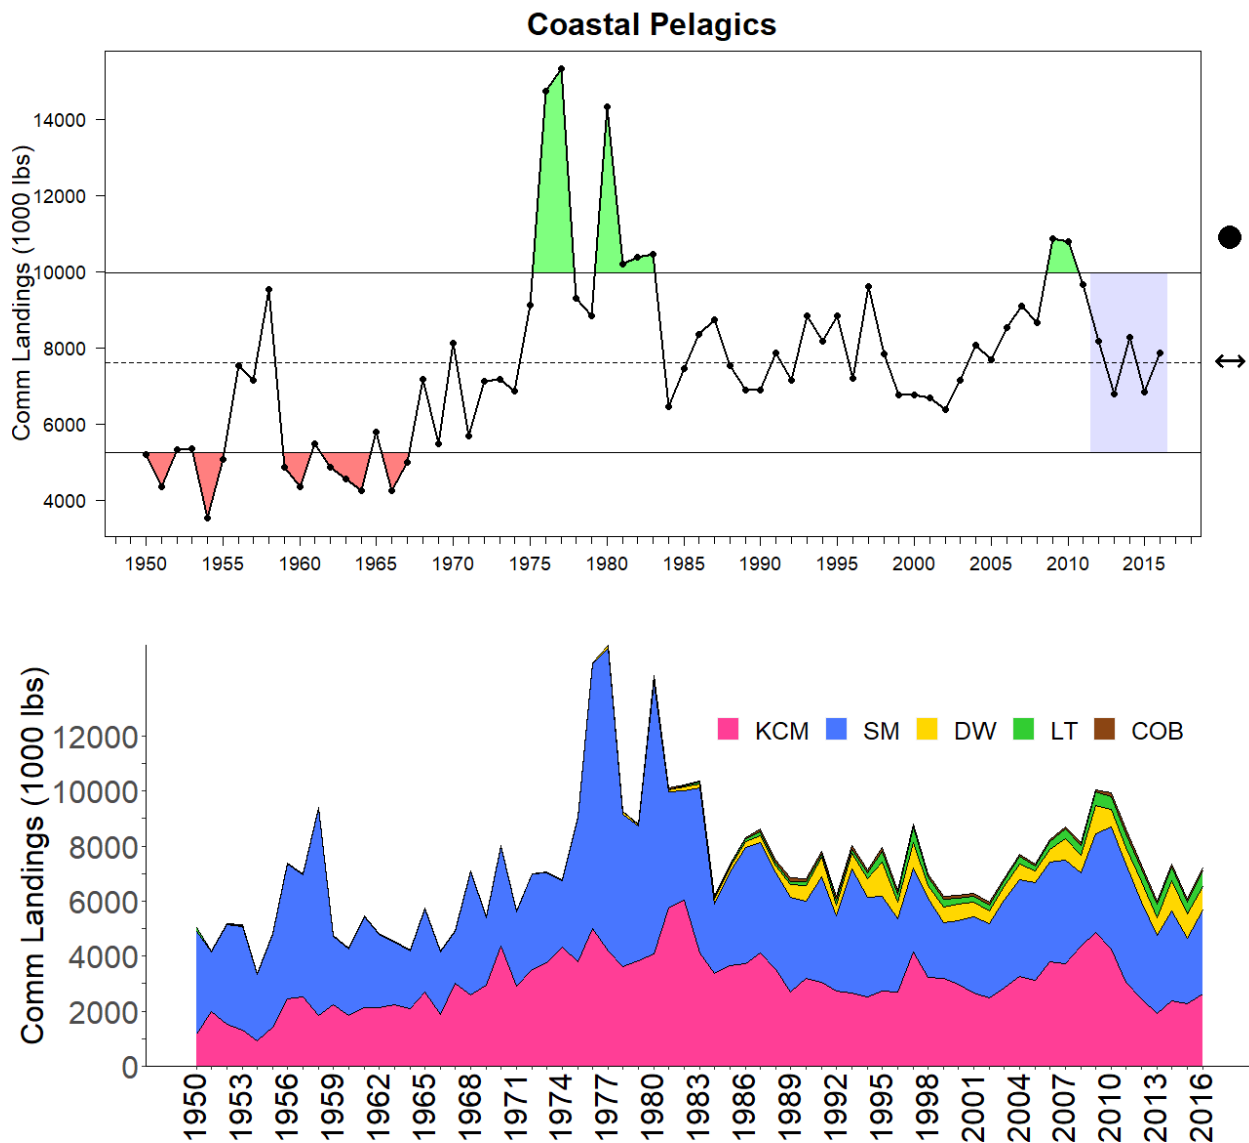 Coastal Pelagics
Comm Landings (1000 lbs)
14000
12000
10000
8000
6000
4000
1950 1955 1960 1965 1970 1975 1980 1985 1990 1995 2000 2005 2010 2015
Comm Landings (1000 lbs)
KCM SM DW LT COB
12000
10000
8000
6000
4000
2000
0
1950 1953 1956 1959 1962 1965 1968 1971 1974 1977 1980 1983 1986 1989 1992 1995 1998 2001 2004 2007 2010 2013 2016